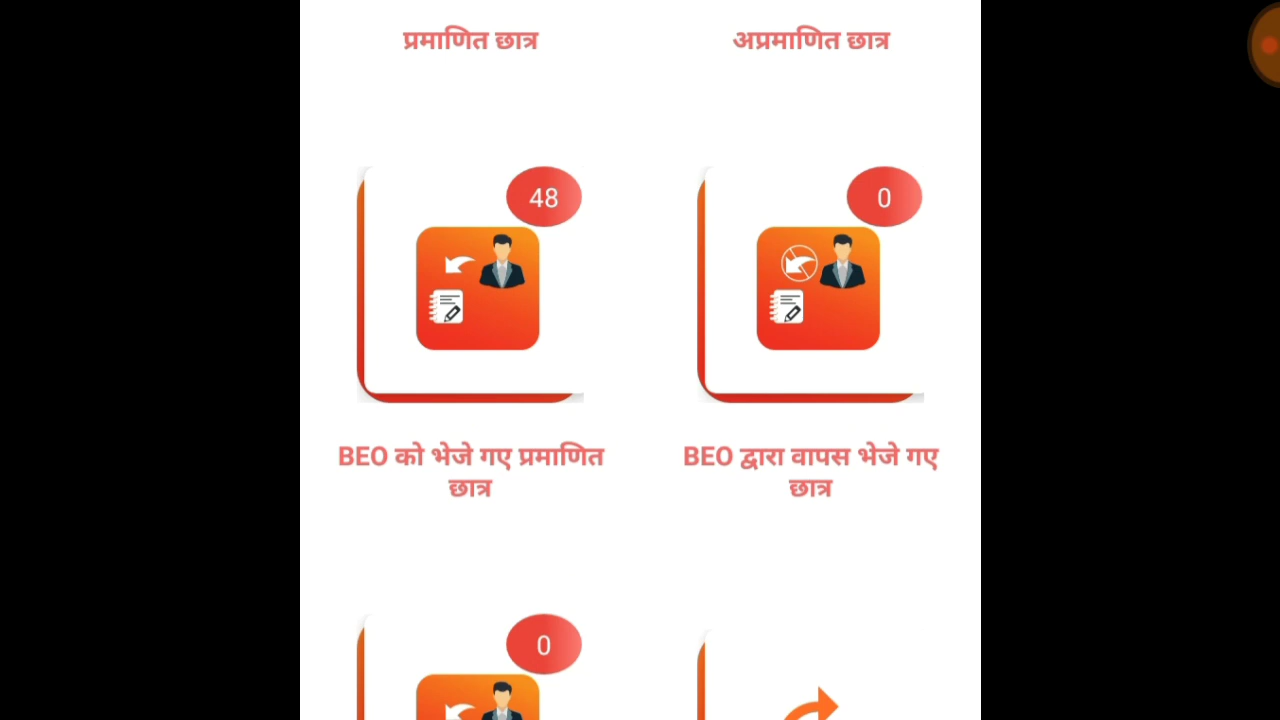 प्रमाणित छात्र
अप्रमाणित छात्र
48
0
BEO को भेजे गए प्रमाणित
छात्र
BEO द्वारा वापस भेजे गए
छात्र
0